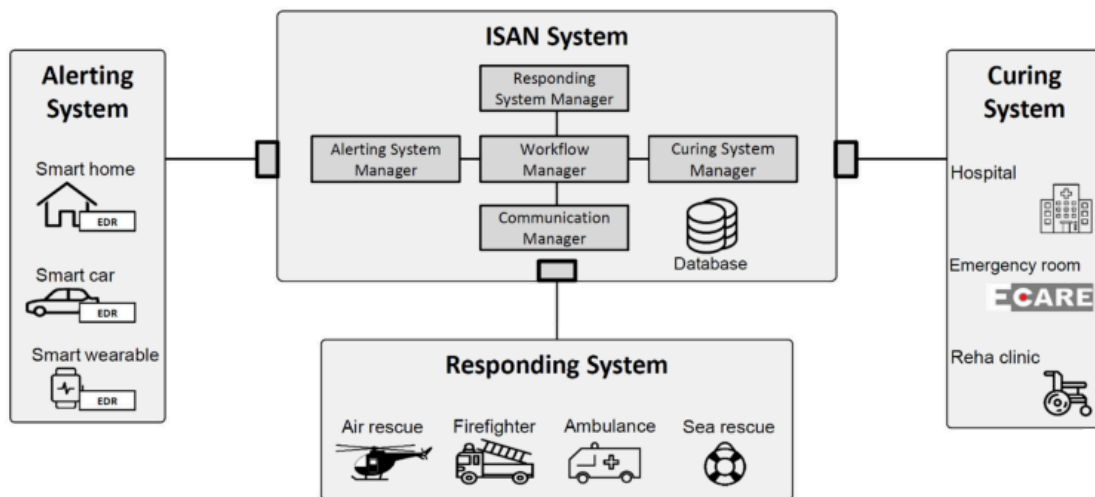 Alerting
System
Smart home
EDR
Smart car
EDR
Smart wearable
EDR
ISAN System
Responding
System Manager
Alerting System
Manager
Workflow
Manager
Curing System
Manager
Communication
Manager
Database
Responding System
Air rescue
Firefighter
Ambulance
Sea rescue
Curing
System
Hospital
Emergency room
ECARE
Reha clinic